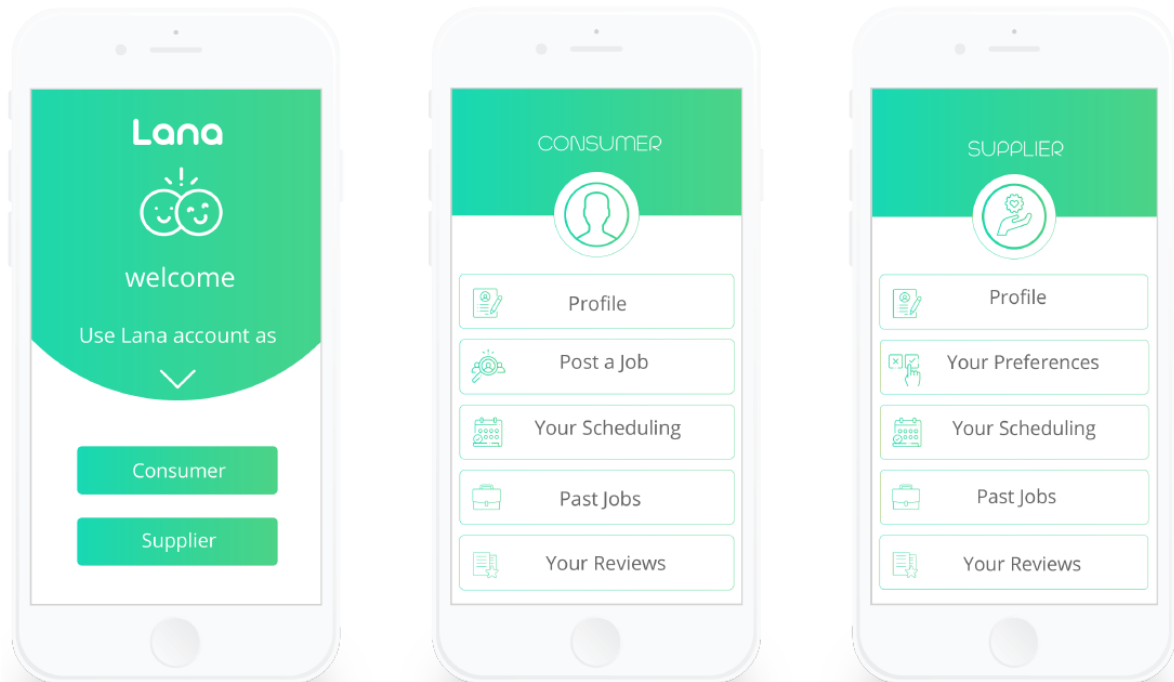 Lana
welcome
Use Lana account as
Consumer
Supplier
CONSUMER
Profile
Post a Job
Your Scheduling
Past Jobs
Your Reviews
SUPPLIER
Profile
Your Preferences
Your Scheduling
Past Jobs
Your Reviews